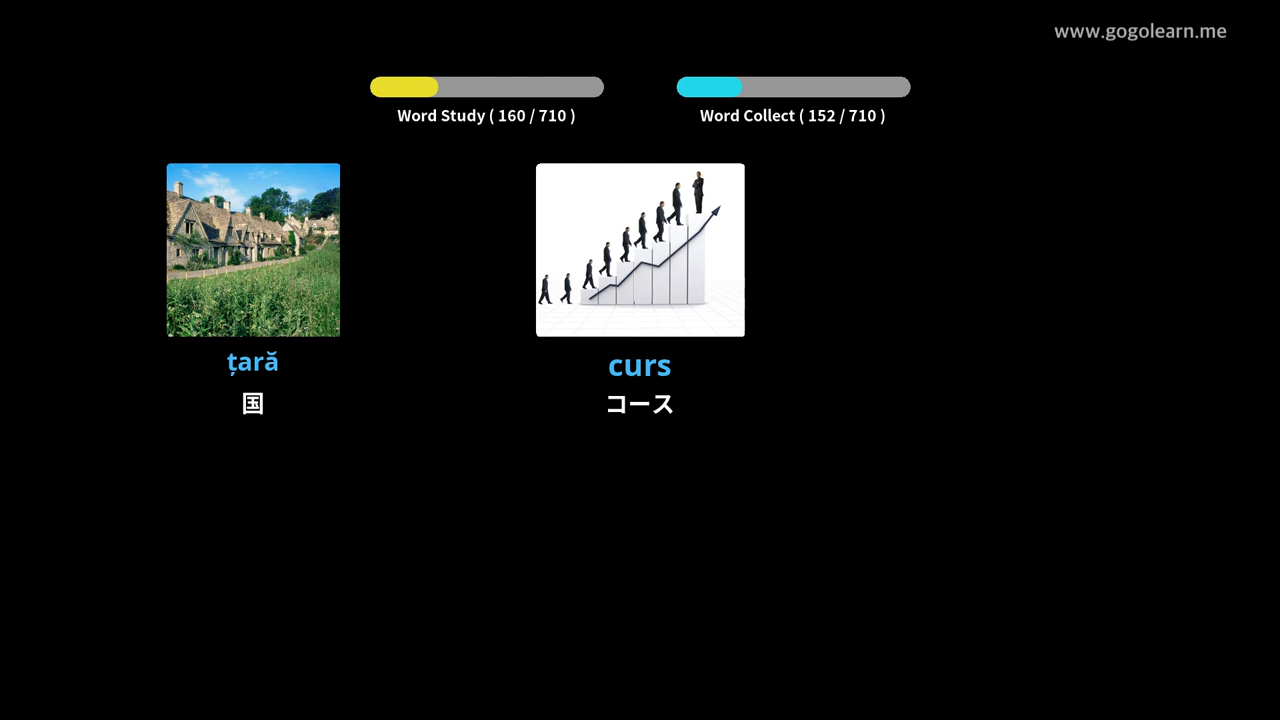 www.gogolearn.me
Word Study ( 160 / 710 )
Word Collect ( 152 / 710 )
țară
国
curs
コース